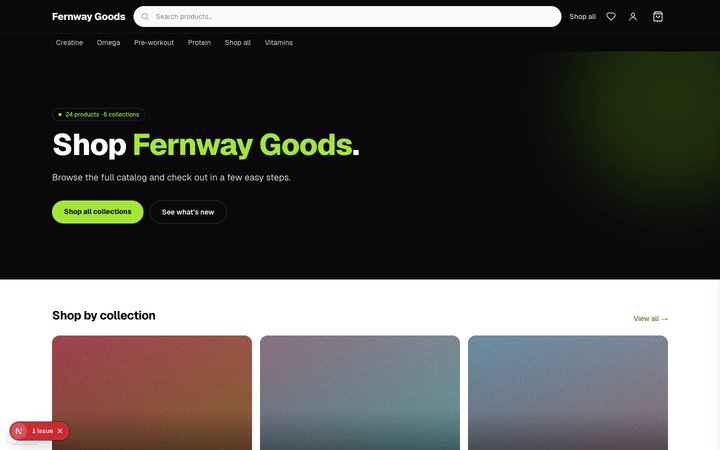 Fernway Goods
Search products...
Shop all
Creatine
Omega
Pre-workout
Protein
Shop all
Vitamins
24 products · 6 collections
Shop Fernway Goods.
Browse the full catalog and check out in a few easy steps.
Shop all collections
See what's new
Shop by collection
View all →
N
1 Issue